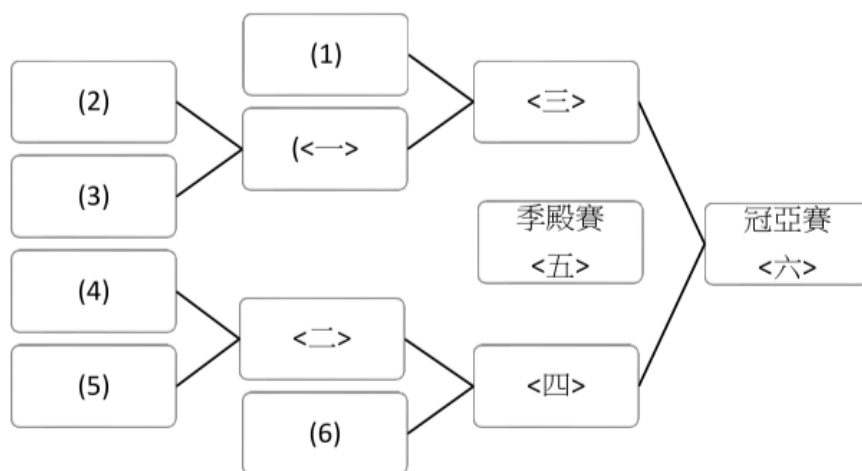 (1)
(2)
<三>
(<一>
(3)
季殿賽
<五>
冠亞賽
<六>
(4)
<二>
(5)
<四>
(6)